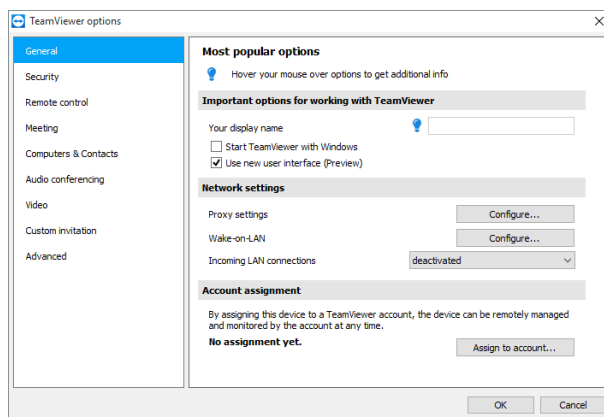 TeamViewer options
General
Security
Remote control
Meeting
Computers & Contacts
Audio conferencing
Video
Custom invitation
Advanced
Most popular options
Hover your mouse over options to get additional info
Important options for working with TeamViewer
Your display name
Start TeamViewer with Windows
Use new user interface (Preview)
Network settings
Proxy settings
Configure...
Wake-on-LAN
Configure...
Incoming LAN connections
deactivated
Account assignment
By assigning this device to a TeamViewer account, the device can be remotely managed
and monitored by the account at any time.
No assignment yet.
Assign to account...
OK
Cancel